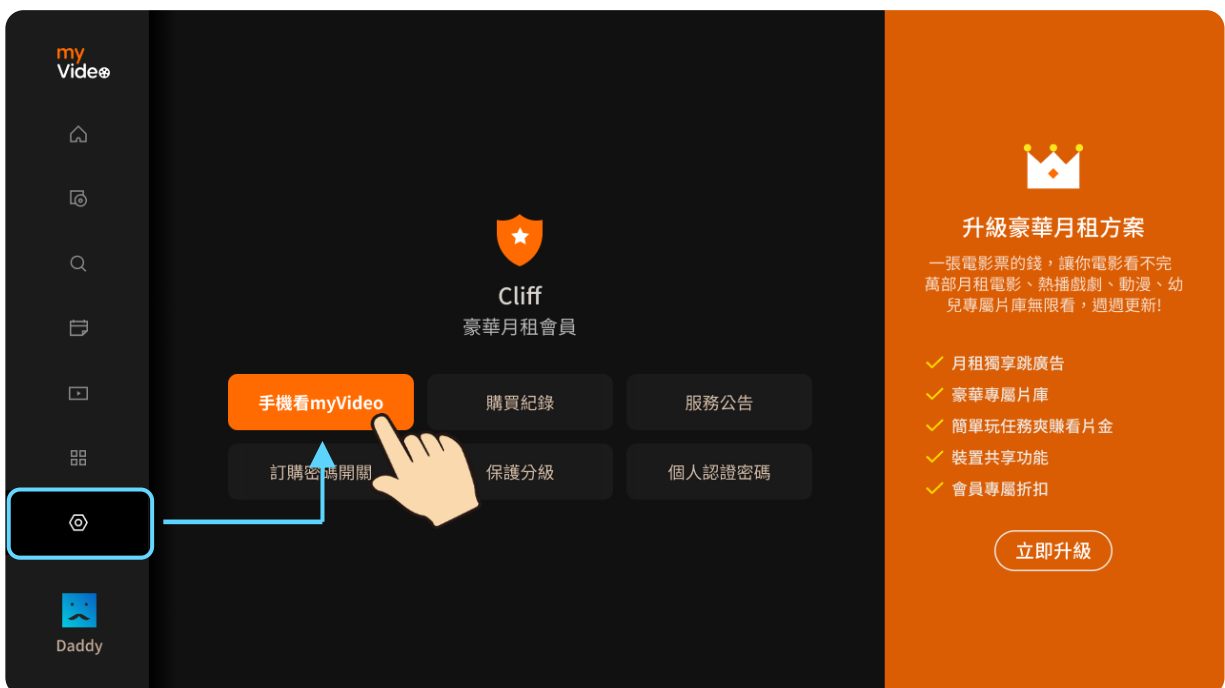 my
Video
Cliff
豪華月租會員
手機看myVideo
購買紀錄
服務公告
訂購密碼開關
保護分級
個人認證密碼
Daddy
升級豪華月租方案
一張電影票的錢，讓你電影看不完
萬部月租電影、熱播戲劇、動漫、幼
兒專屬片庫無限看，週週更新!
月租獨享跳廣告
豪華專屬片庫
簡單玩任務爽賺看片金
裝置共享功能
會員專屬折扣
立即升級